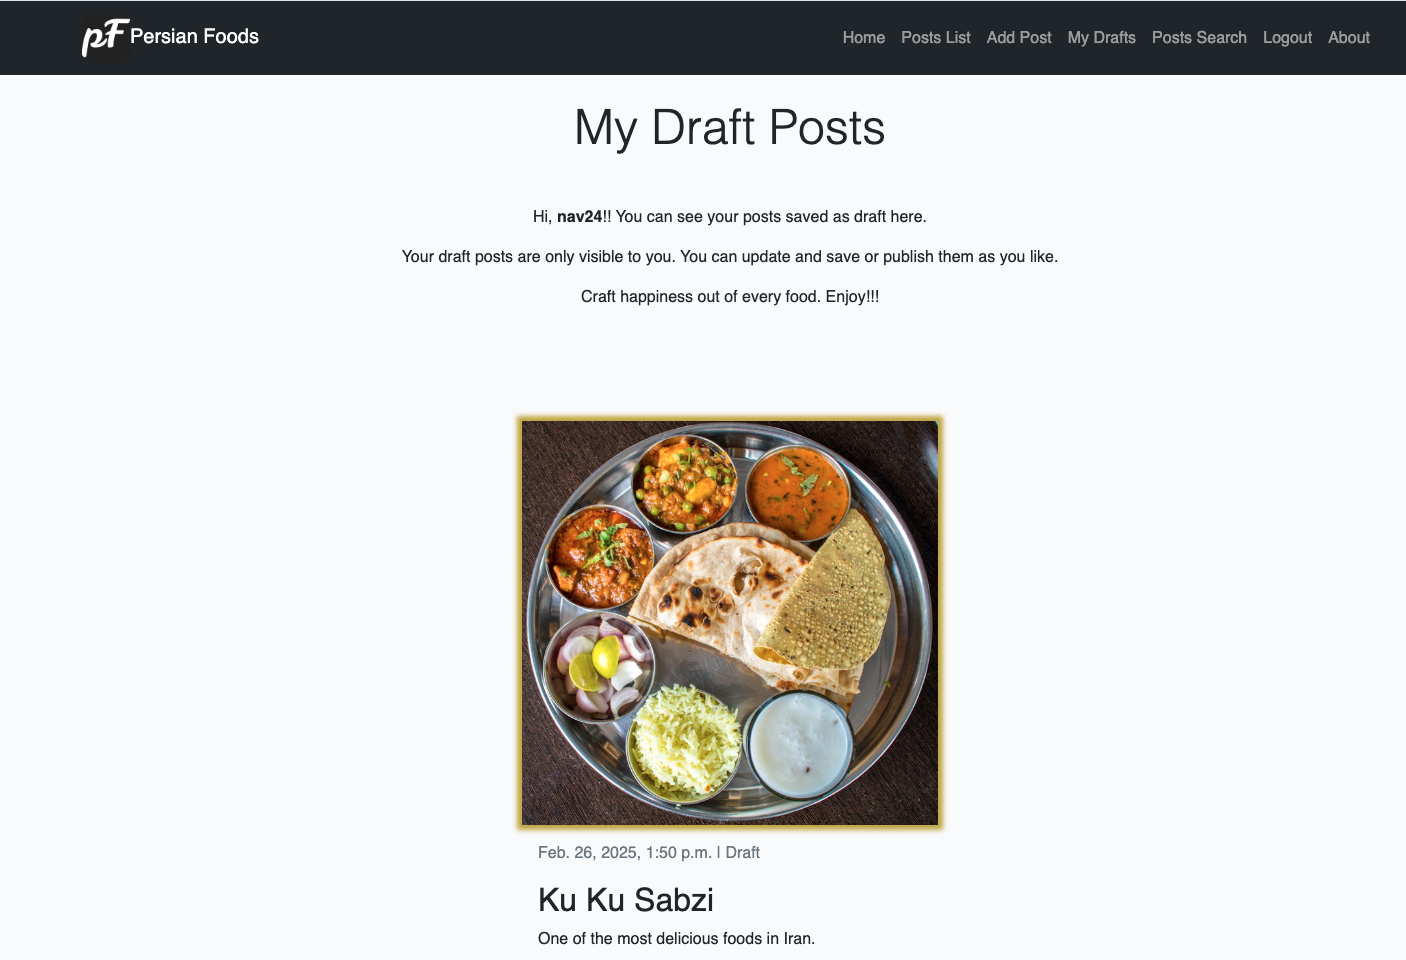 pF Persian Foods
Home Posts List Add Post My Drafts Posts Search Logout About
My Draft Posts
Hi, nav24!! You can see your posts saved as draft here.
Your draft posts are only visible to you. You can update and save or publish them as you like.
Craft happiness out of every food. Enjoy!!!
Feb. 26, 2025, 1:50 p.m. | Draft
Ku Ku Sabzi
One of the most delicious foods in Iran.